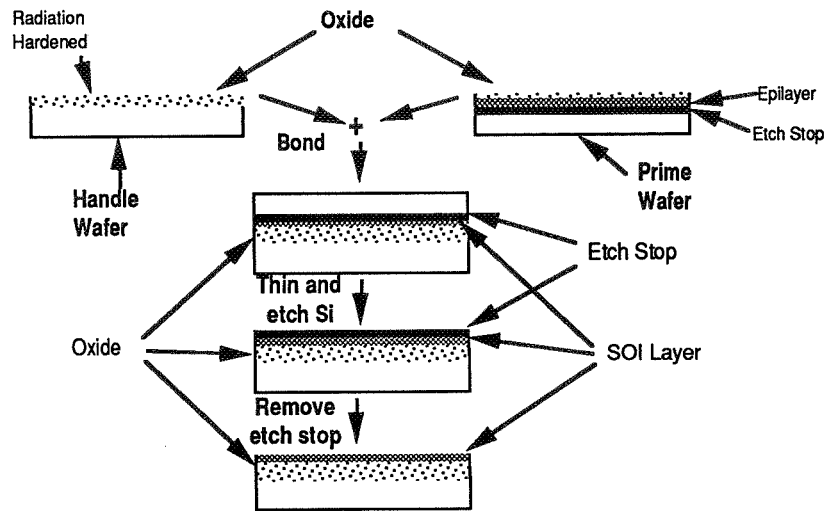 Radiation
Hardened
Oxide
Epilayer
Etch Stop
+
Bond
Handle
Wafer
Prime
Wafer
Etch Stop
Thin and
etch Si
Oxide
SOI Layer
Remove
etch stop